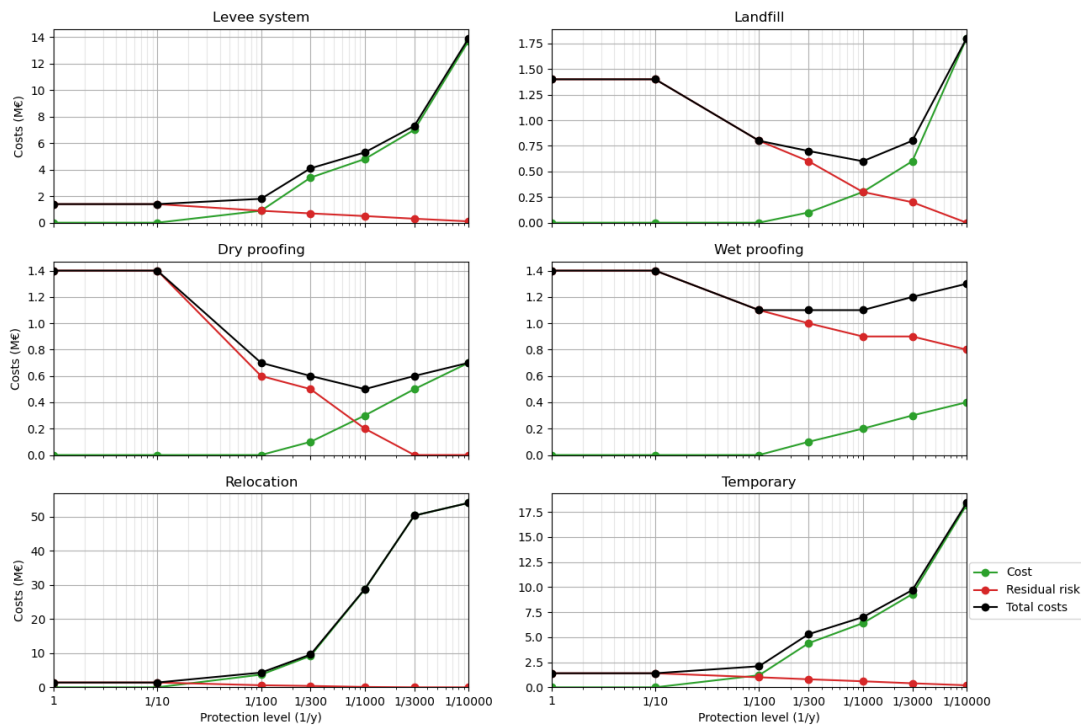 Levee system
Landfill
14
12
10
8
6
4
2
0
Costs (M€)
1.75
1.50
1.25
1.00
0.75
0.50
0.25
0.00
Dry proofing
Wet proofing
1.4
1.2
1.0
0.8
0.6
0.4
0.2
0.0
Costs (M€)
1.4
1.2
1.0
0.8
0.6
0.4
0.2
0.0
Relocation
Temporary
50
40
30
20
10
0
Costs (M€)
17.5
15.0
12.5
10.0
7.5
5.0
2.5
0.0
Cost
Residual risk
Total costs
1 1/10 1/100 1/300 1/1000 1/3000 1/10000
Protection level (1/y)
1 1/10 1/100 1/300 1/1000 1/3000 1/10000
Protection level (1/y)